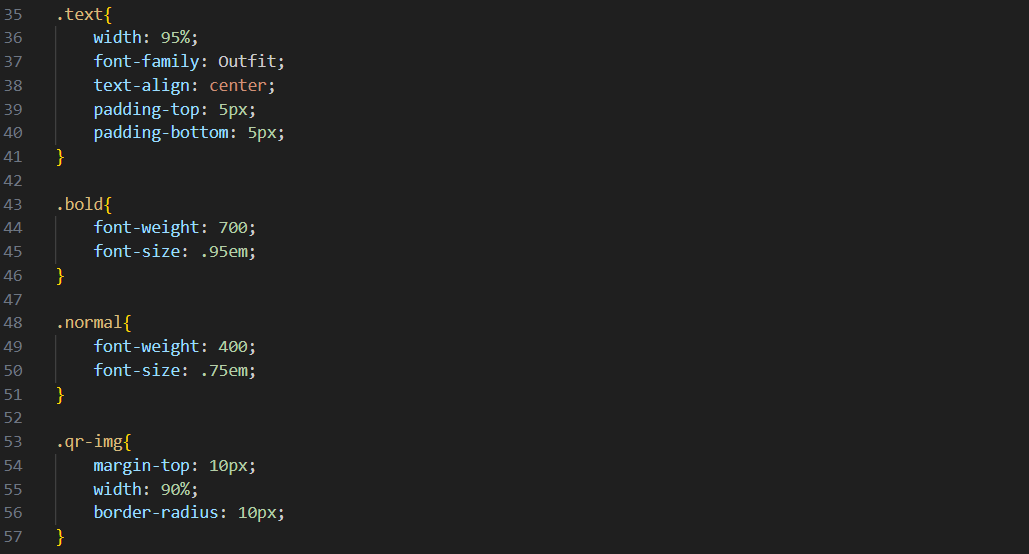 35 .text{
36 width: 95%;
37 font-family: Outfit;
38 text-align: center;
39 padding-top: 5px;
40 padding-bottom: 5px;
41 }
42
43 .bold{
44 font-weight: 700;
45 font-size: .95em;
46 }
47
48 .normal{
49 font-weight: 400;
50 font-size: .75em;
51 }
52
53 .qr-img{
54 margin-top: 10px;
55 width: 90%;
56 border-radius: 10px;
57 }